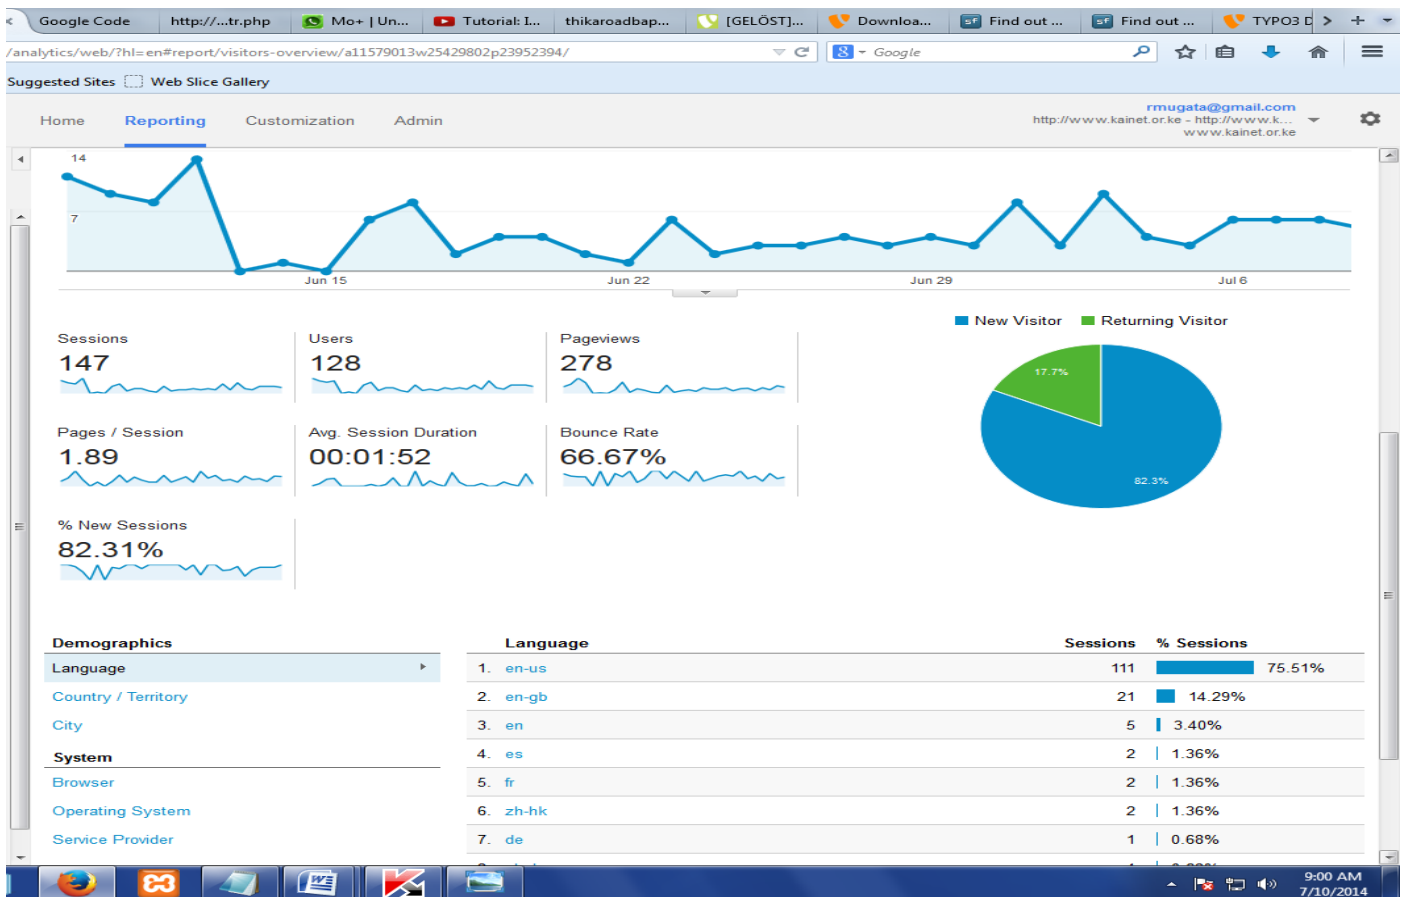 Google Code http://...tr.php Mo+ | Un... Tutorial: I... thikaroadbap... [GELÖST]... Downloa... Find out ... Find out ... TYPO3 D
/analytics/web/?hl=en#report/visitors-overview/a11579013w25429802p23952394/ Google
Suggested Sites Web Slice Gallery
rmugata@gmail.com
Home Reporting Customization Admin http://www.kainet.or.ke - http://www.k...
www.kainet.or.ke
14
7
Jun 15 Jun 22 Jun 29 Jul 6
New Visitor Returning Visitor
Sessions Users Pageviews
147 128 278
17.7%
Pages / Session Avg. Session Duration Bounce Rate
1.89 00:01:52 66.67%
82.3%
% New Sessions
82.31%
Demographics Language Sessions % Sessions
Language 1. en-us 111 75.51%
Country / Territory 2. en-gb 21 14.29%
City 3. en 5 3.40%
System 4. es 2 1.36%
Browser 5. fr 2 1.36%
Operating System 6. zh-hk 2 1.36%
Service Provider 7. de 1 0.68%
9:00 AM
7/10/2014